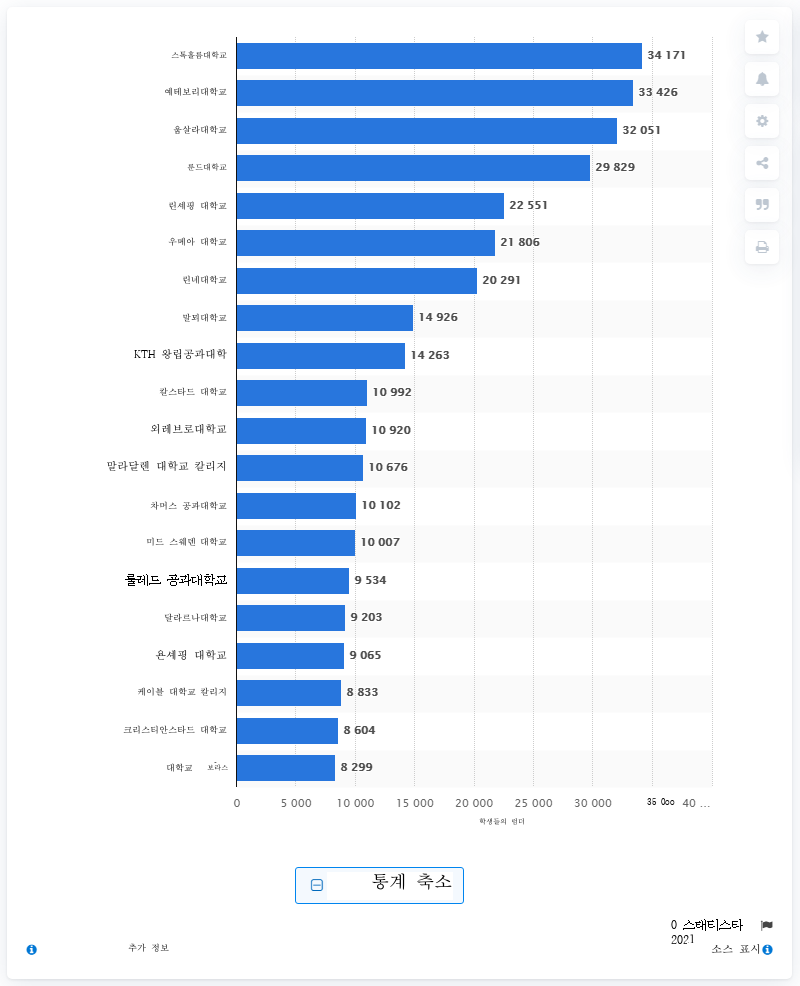 스톡홀름대학교 34 171
예테보리대학교 33 426
웁살라대학교 32 051
룬드대학교 29 829
린셰핑 대학교 22 551
우메아 대학교 21 806
린네대학교 20 291
말뫼대학교 14 926
KTH 왕립공과대학 14 263
칼스타드 대학교 10 992
외레브로대학교 10 920
말라달렌 대학교 칼리지 10 676
차머스 공과대학교 10 102
미드 스웨덴 대학교 10 007
룰레드 공과대학교 9 534
달라르나대학교 9 203
욘셰핑 대학교 9 065
케이블 대학교 칼리지 8 833
크리스티안스타드 대학교 8 604
대학교 보라스 8 299
0 5 000 10 000 15 000 20 000 25 000 30 000 35 000 40 ...
학생들의 넘더
통계 축소
0 스태티스타
2021
추가 정보 소스 표시